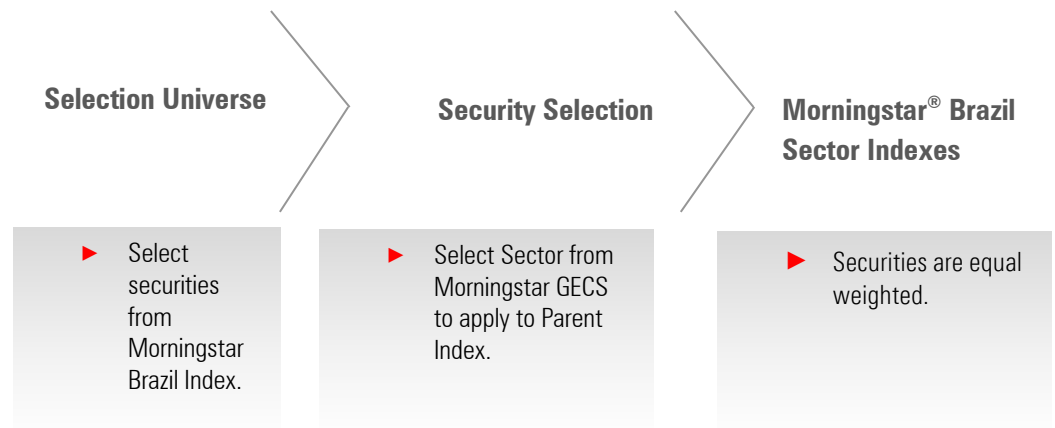 Selection Universe
Security Selection
Morningstar® Brazil
Sector Indexes
► Select
securities
from
Morningstar
Brazil Index.
► Select Sector from
Morningstar GECS
to apply to Parent
Index.
► Securities are equal
weighted.